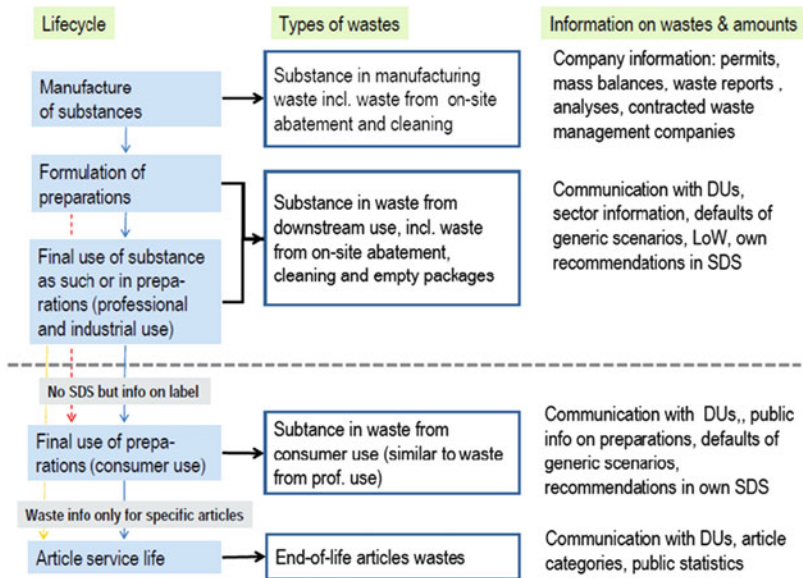 Lifecycle
Types of wastes
Information on wastes & amounts
Manufacture
of substances
Substance in manufacturing
waste incl. waste from on-site
abatement and cleaning
Company information: permits,
mass balances, waste reports ,
analyses, contracted waste
management companies
Formulation of
preparations
Final use of substance
as such or in prepa-
rations (professional
and industrial use)
Substance in waste from
downstream use, incl. waste
from on-site abatement,
cleaning and empty packages
Communication with DUs,
sector information, defaults of
generic scenarios, LoW, own
recommendations in SDS
No SDS but info on label
Final use of prepa-
rations (consumer use)
Subtance in waste from
consumer use (similar to waste
from prof. use)
Communication with DUs,, public
info on preparations, defaults of
generic scenarios,
recommendations in own SDS
Waste info only for specific articles
Article service life
End-of-life articles wastes
Communication with DUs, article
categories, public statistics